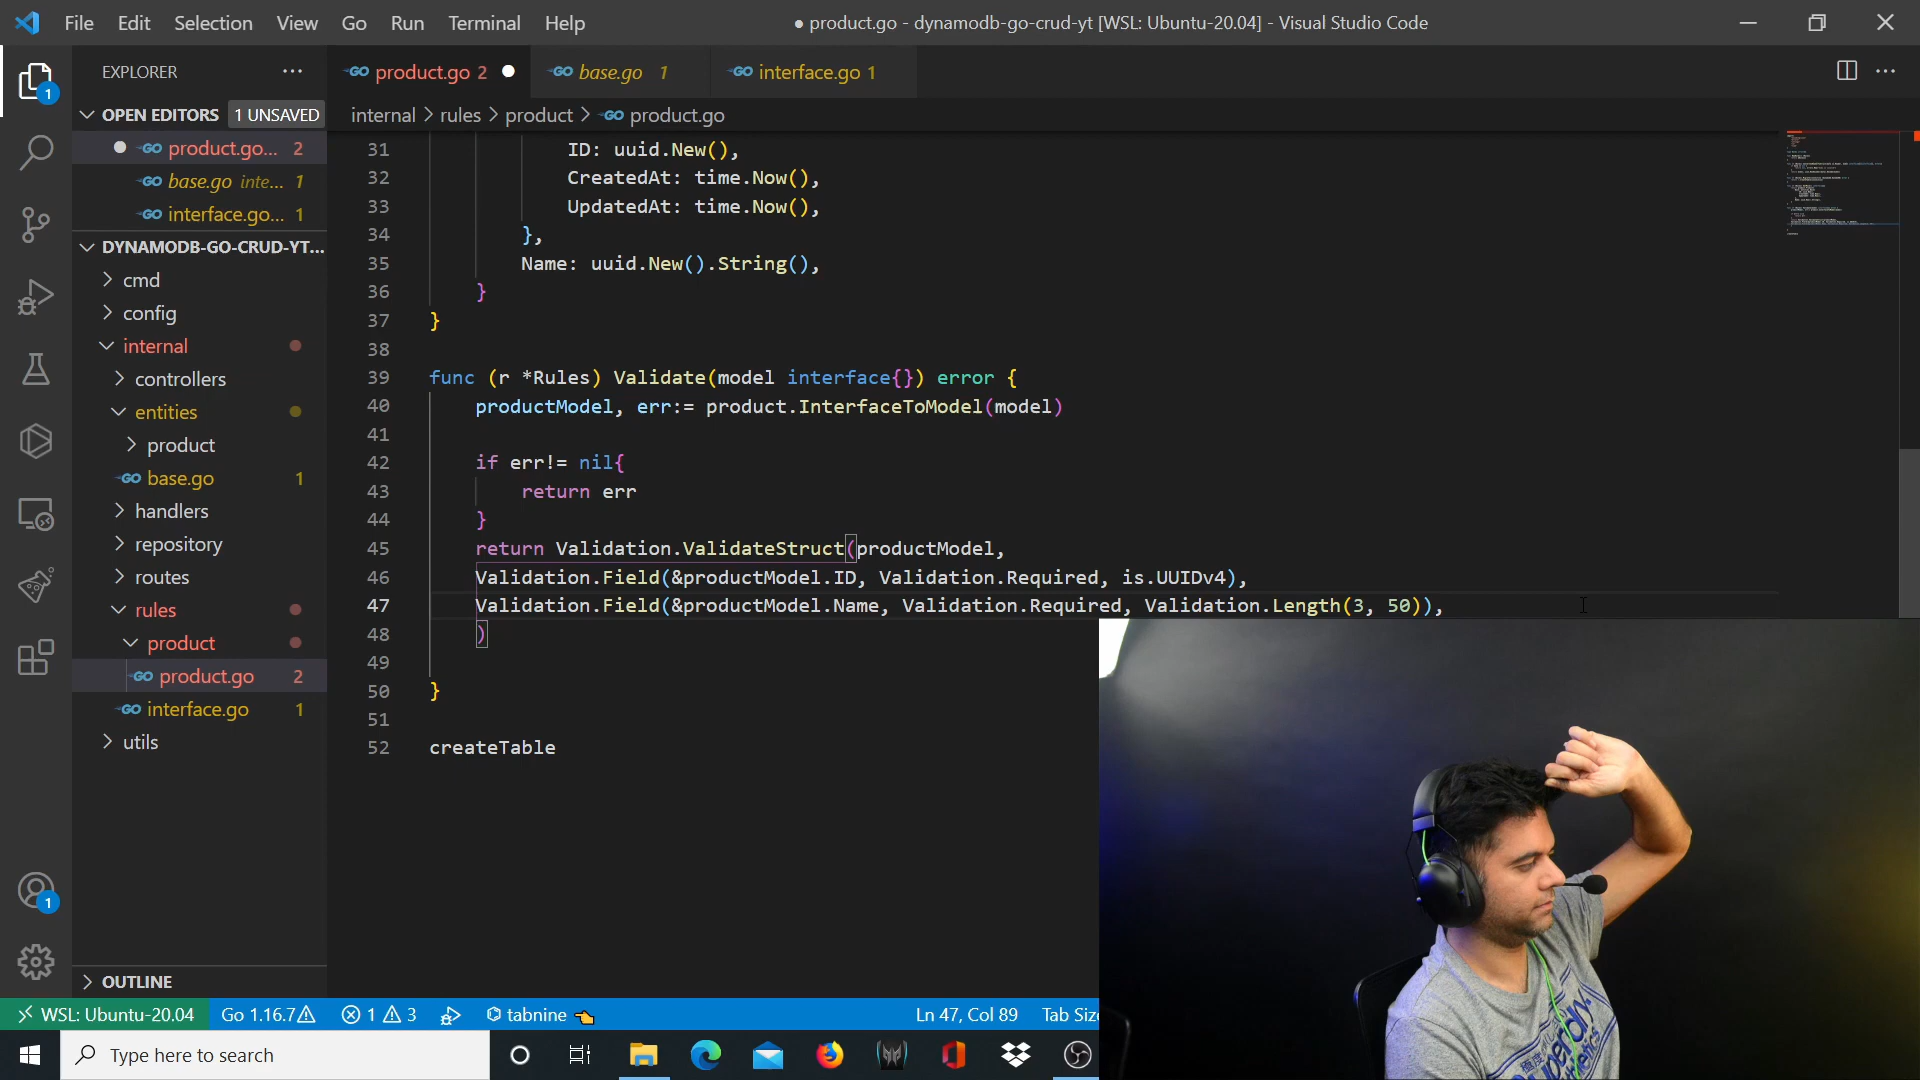 File Edit Selection View Go Run Terminal Help
● product.go - dynamodb-go-crud-yt [WSL: Ubuntu-20.04] - Visual Studio Code
EXPLORER
product.go 2
base.go 1
interface.go 1
OPEN EDITORS 1 UNSAVED
internal > rules > product > product.go
product.go... 2
base.go inte... 1
interface.go... 1
DYNAMODB-GO-CRUD-YT...
cmd
config
internal
controllers
entities
product
base.go 1
handlers
repository
routes
rules
product
product.go 2
interface.go 1
utils
OUTLINE
31 ID: uuid.New(),
32 CreatedAt: time.Now(),
33 UpdatedAt: time.Now(),
34 },
35 Name: uuid.New().String(),
36 }
37 }
38
39 func (r *Rules) Validate(model interface{}) error {
40 productModel, err:= product.InterfaceToModel(model)
41
42 if err!= nil{
43 return err
44 }
45 return Validation.ValidateStruct(productModel,
46 Validation.Field(&productModel.ID, Validation.Required, is.UUIDv4),
47 Validation.Field(&productModel.Name, Validation.Required, Validation.Length(3, 50)),
48 )
49
50 }
51
52 createTable
1
1
WSL: Ubuntu-20.04 Go 1.16.7 1 3 tabnine Ln 47, Col 89 Tab Size
Type here to search